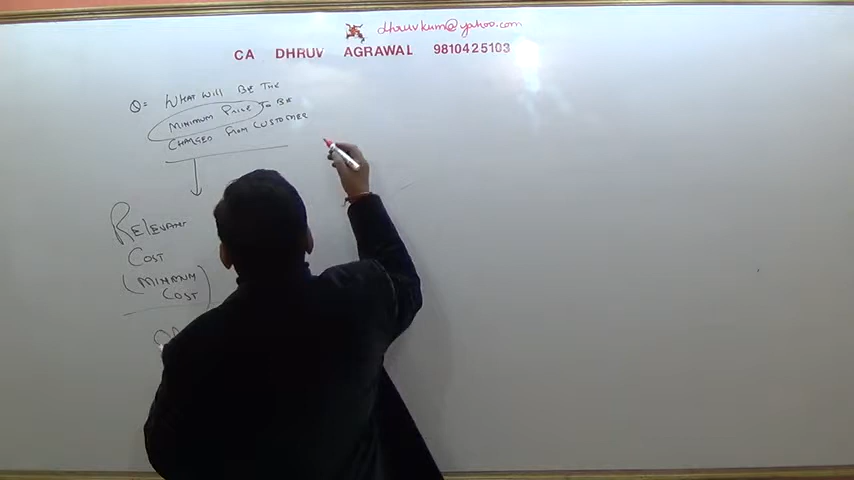 dhruvkum@yahoo.com
CA DHRUV AGRAWAL 9810425103
Q= WHAT WILL BE THE
MINIMUM PRICE TO BE
CHARGED FROM CUSTOMER
RELEVANT
COST
(MINIMUM
COST)